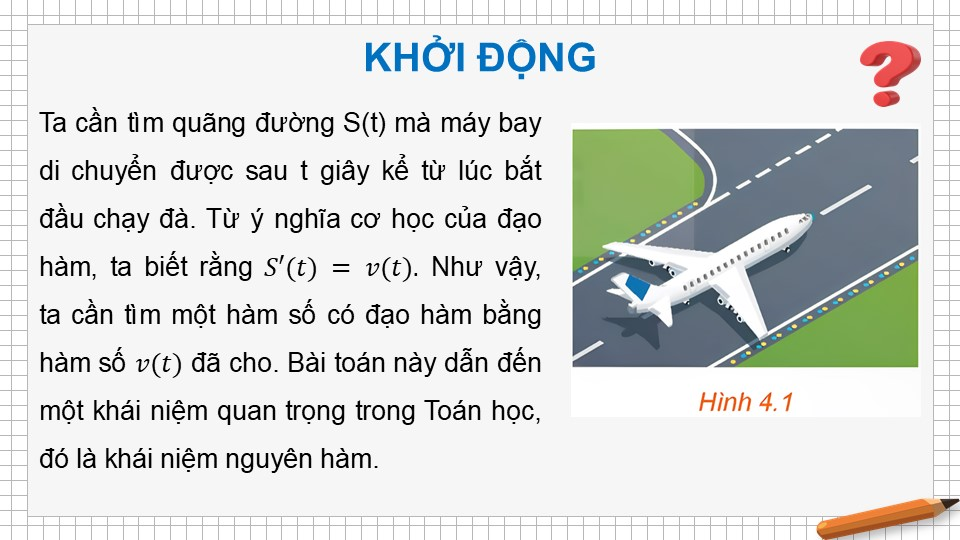 KHỞI ĐỘNG
Ta cần tìm quãng đường S(t) mà máy bay
di chuyển được sau t giây kể từ lúc bắt
đầu chạy đà. Từ ý nghĩa cơ học của đạo
hàm, ta biết rằng 𝑆′(𝑡) = 𝑣(𝑡). Như vậy,
ta cần tìm một hàm số có đạo hàm bằng
hàm số 𝑣(𝑡) đã cho. Bài toán này dẫn đến
một khái niệm quan trọng trong Toán học,
đó là khái niệm nguyên hàm.
Hình 4.1